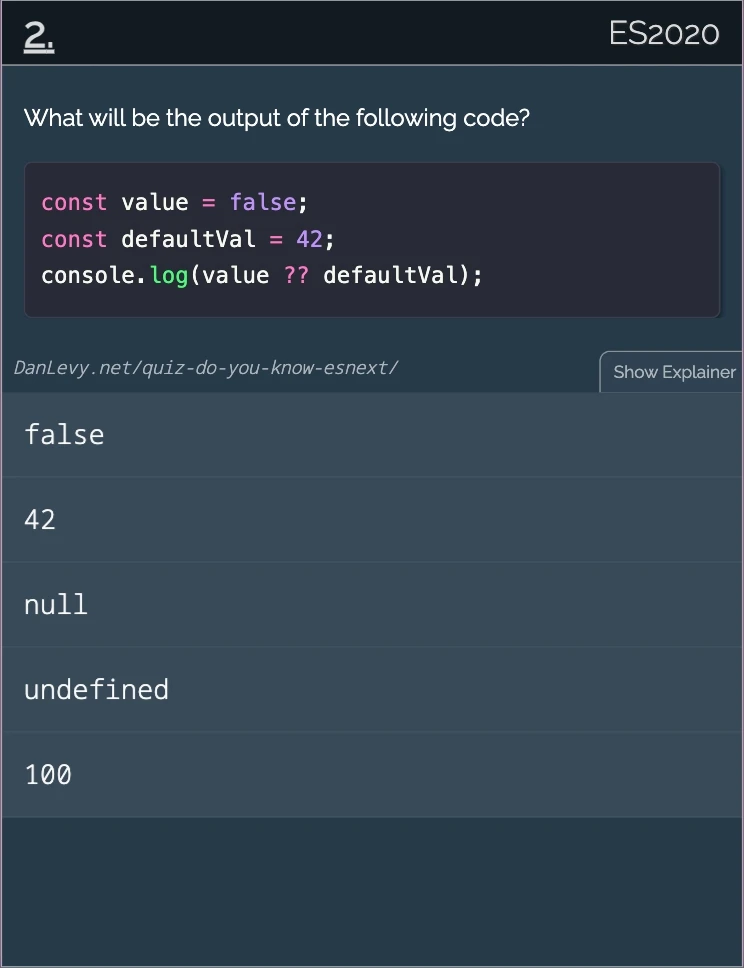 2.
ES2020
What will be the output of the following code?
const value = false;
const defaultVal = 42;
console.log(value ?? defaultVal);
DanLevy.net/quiz-do-you-know-esnext/
Show Explainer
false
42
null
undefined
100